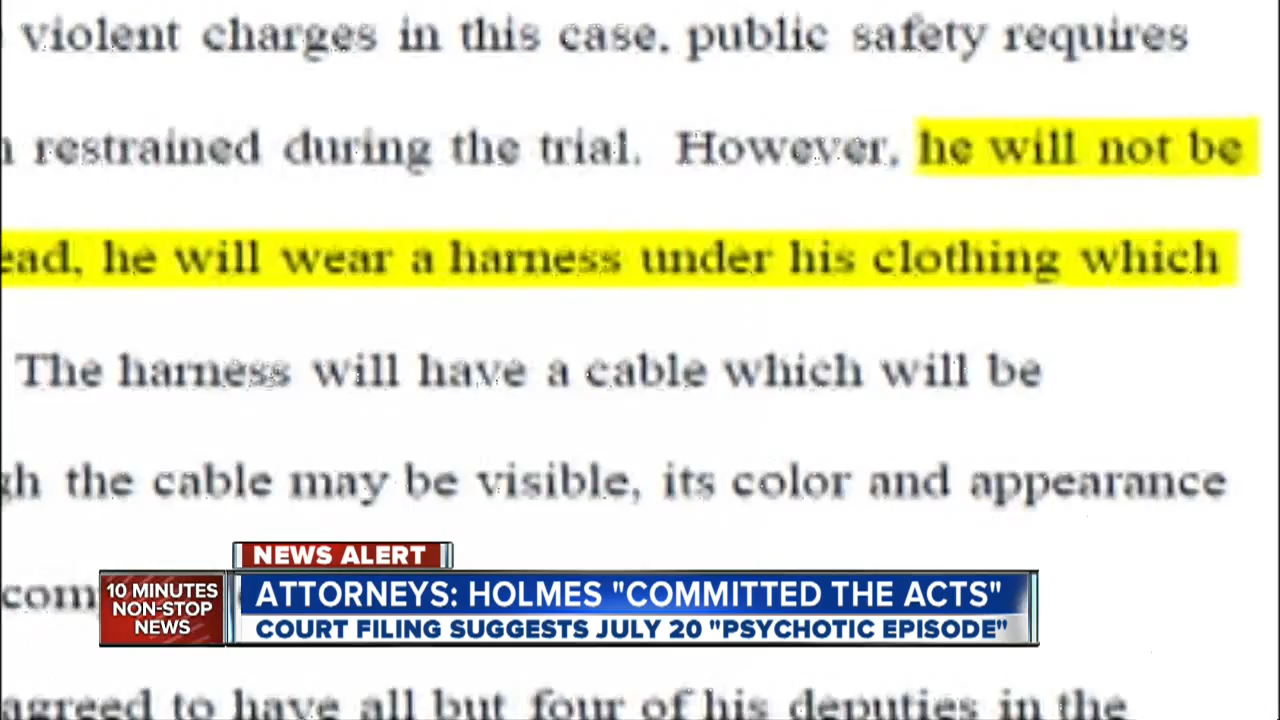 violent charges in this case, public safety requires
restrained during the trial. However, he will not be
ead, he will wear a harness under his clothing which
The harness will have a cable which will be
gh the cable may be visible, its color and appearance
com
NEWS ALERT
10 MINUTES
NON-STOP
NEWS
ATTORNEYS: HOLMES "COMMITTED THE ACTS"
COURT FILING SUGGESTS JULY 20 "PSYCHOTIC EPISODE"
agreed to have all but four of his deputies in the